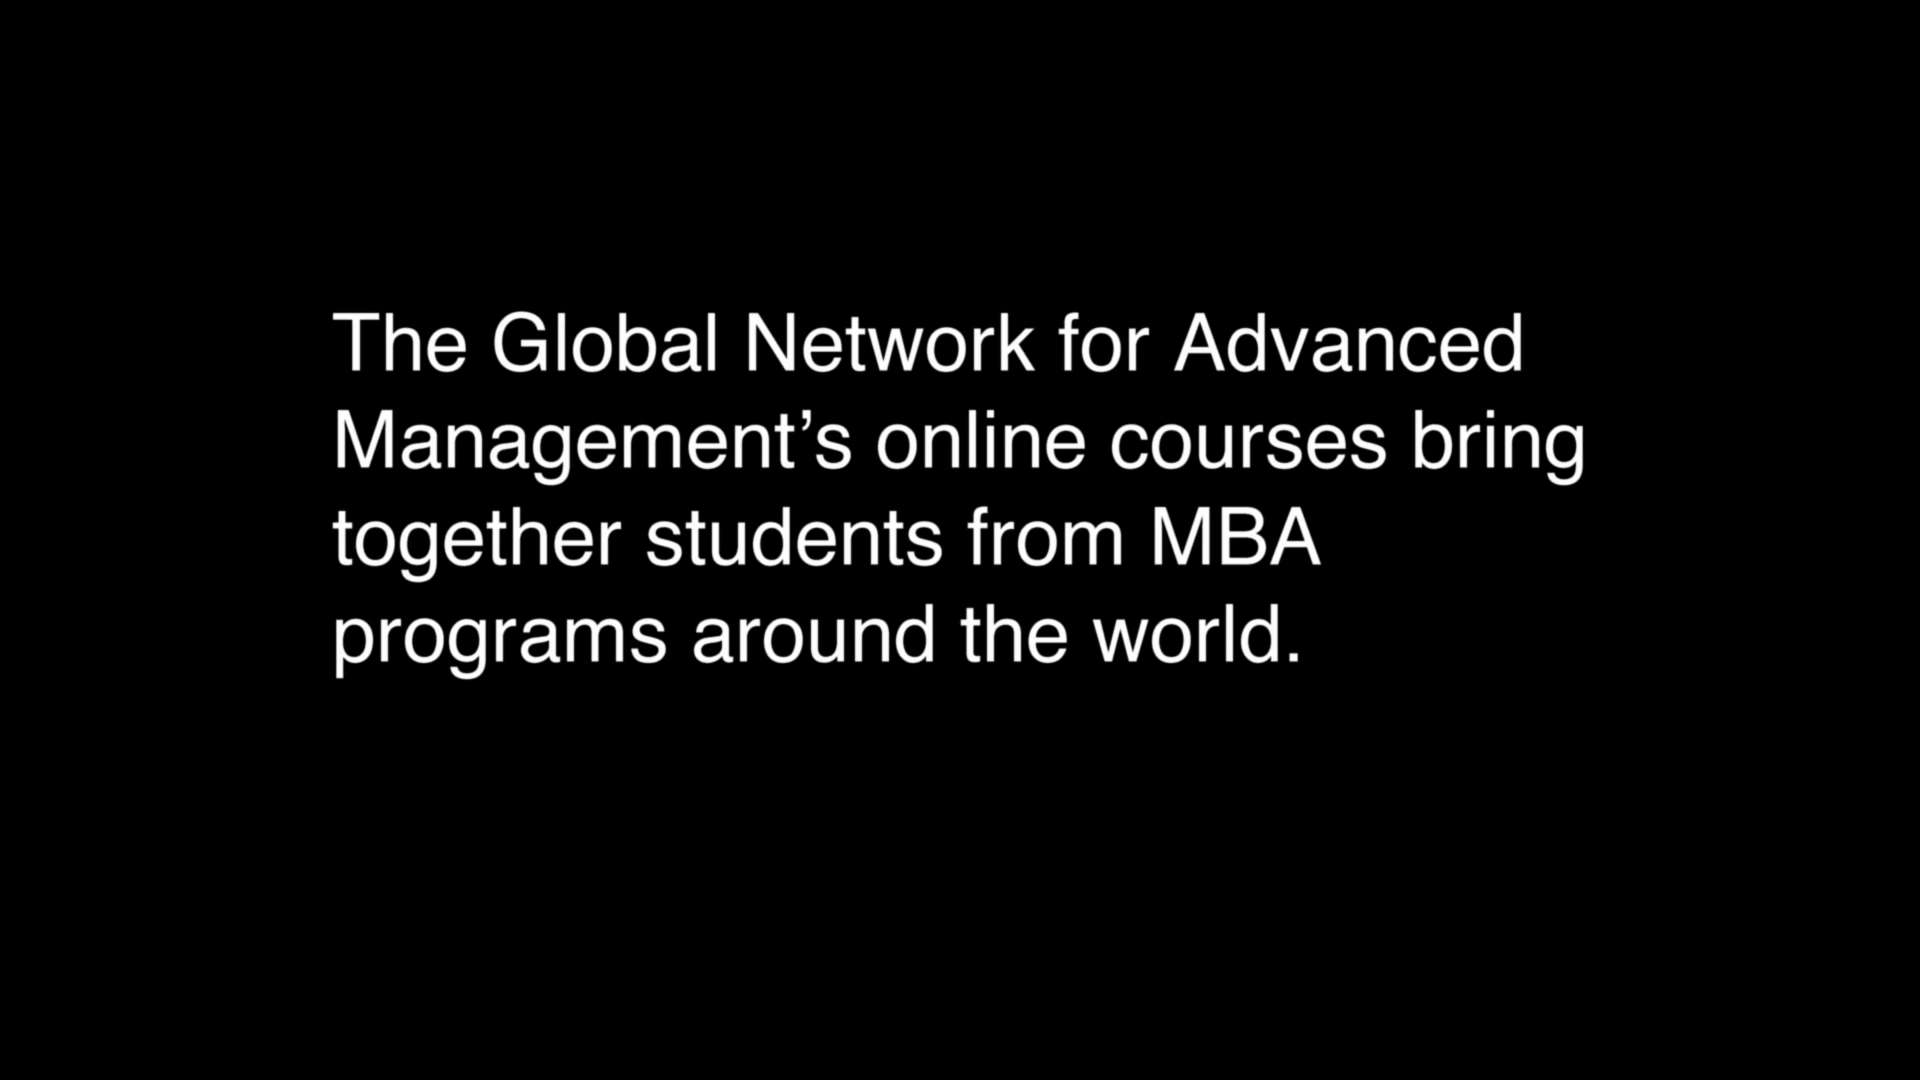 The Global Network for Advanced
Management’s online courses bring
together students from MBA
programs around the world.